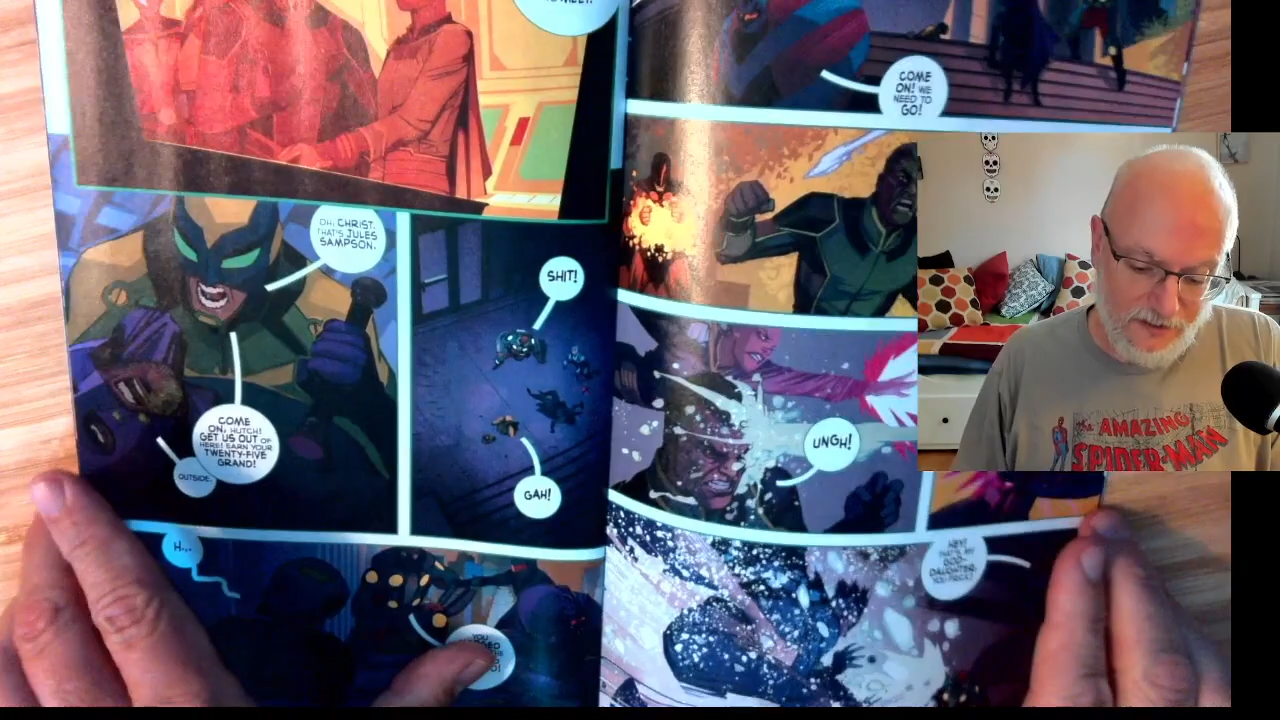 OH, CHRIST.
THAT'S JULES
SAMPSON.
COME
ON, HUTCH!
GET US OUT OF
HERE! EARN YOUR
TWENTY-FIVE
GRAND!
OUTSIDE.
SHIT!
GAH!
H...
YOU
COME
ON! WE
NEED TO
GO!
UNGH!
HEY!
THAT'S MY
GOD-
DAUGHTER,
YOU PRICK!
the AMAZING
SPIDER-MAN